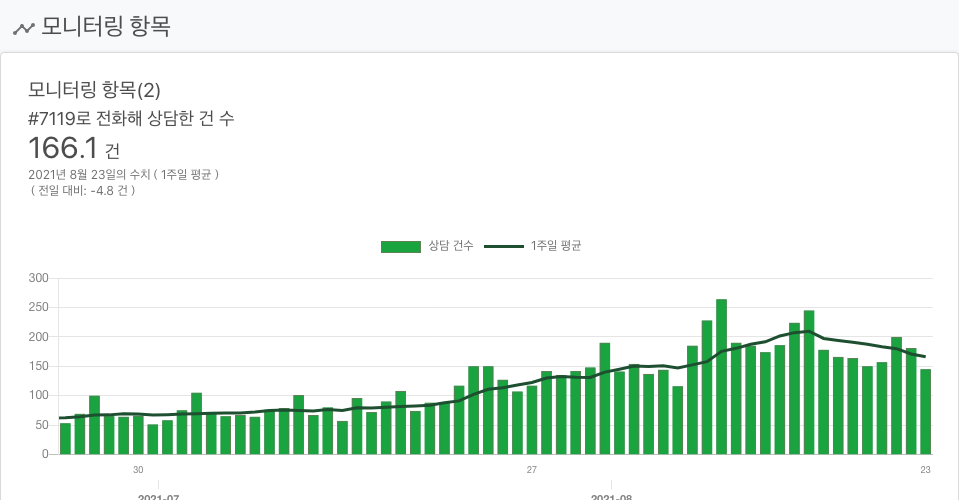 모니터링 항목
모니터링 항목(2)
#7119로 전화해 상담한 건 수
166.1 건
2021년 8월 23일의 수치 ( 1주일 평균 )
( 전일 대비: -4.8 건 )
상담 건수 1주일 평균
300
250
200
150
100
50
0
30 27 23
2021-07 2021-08